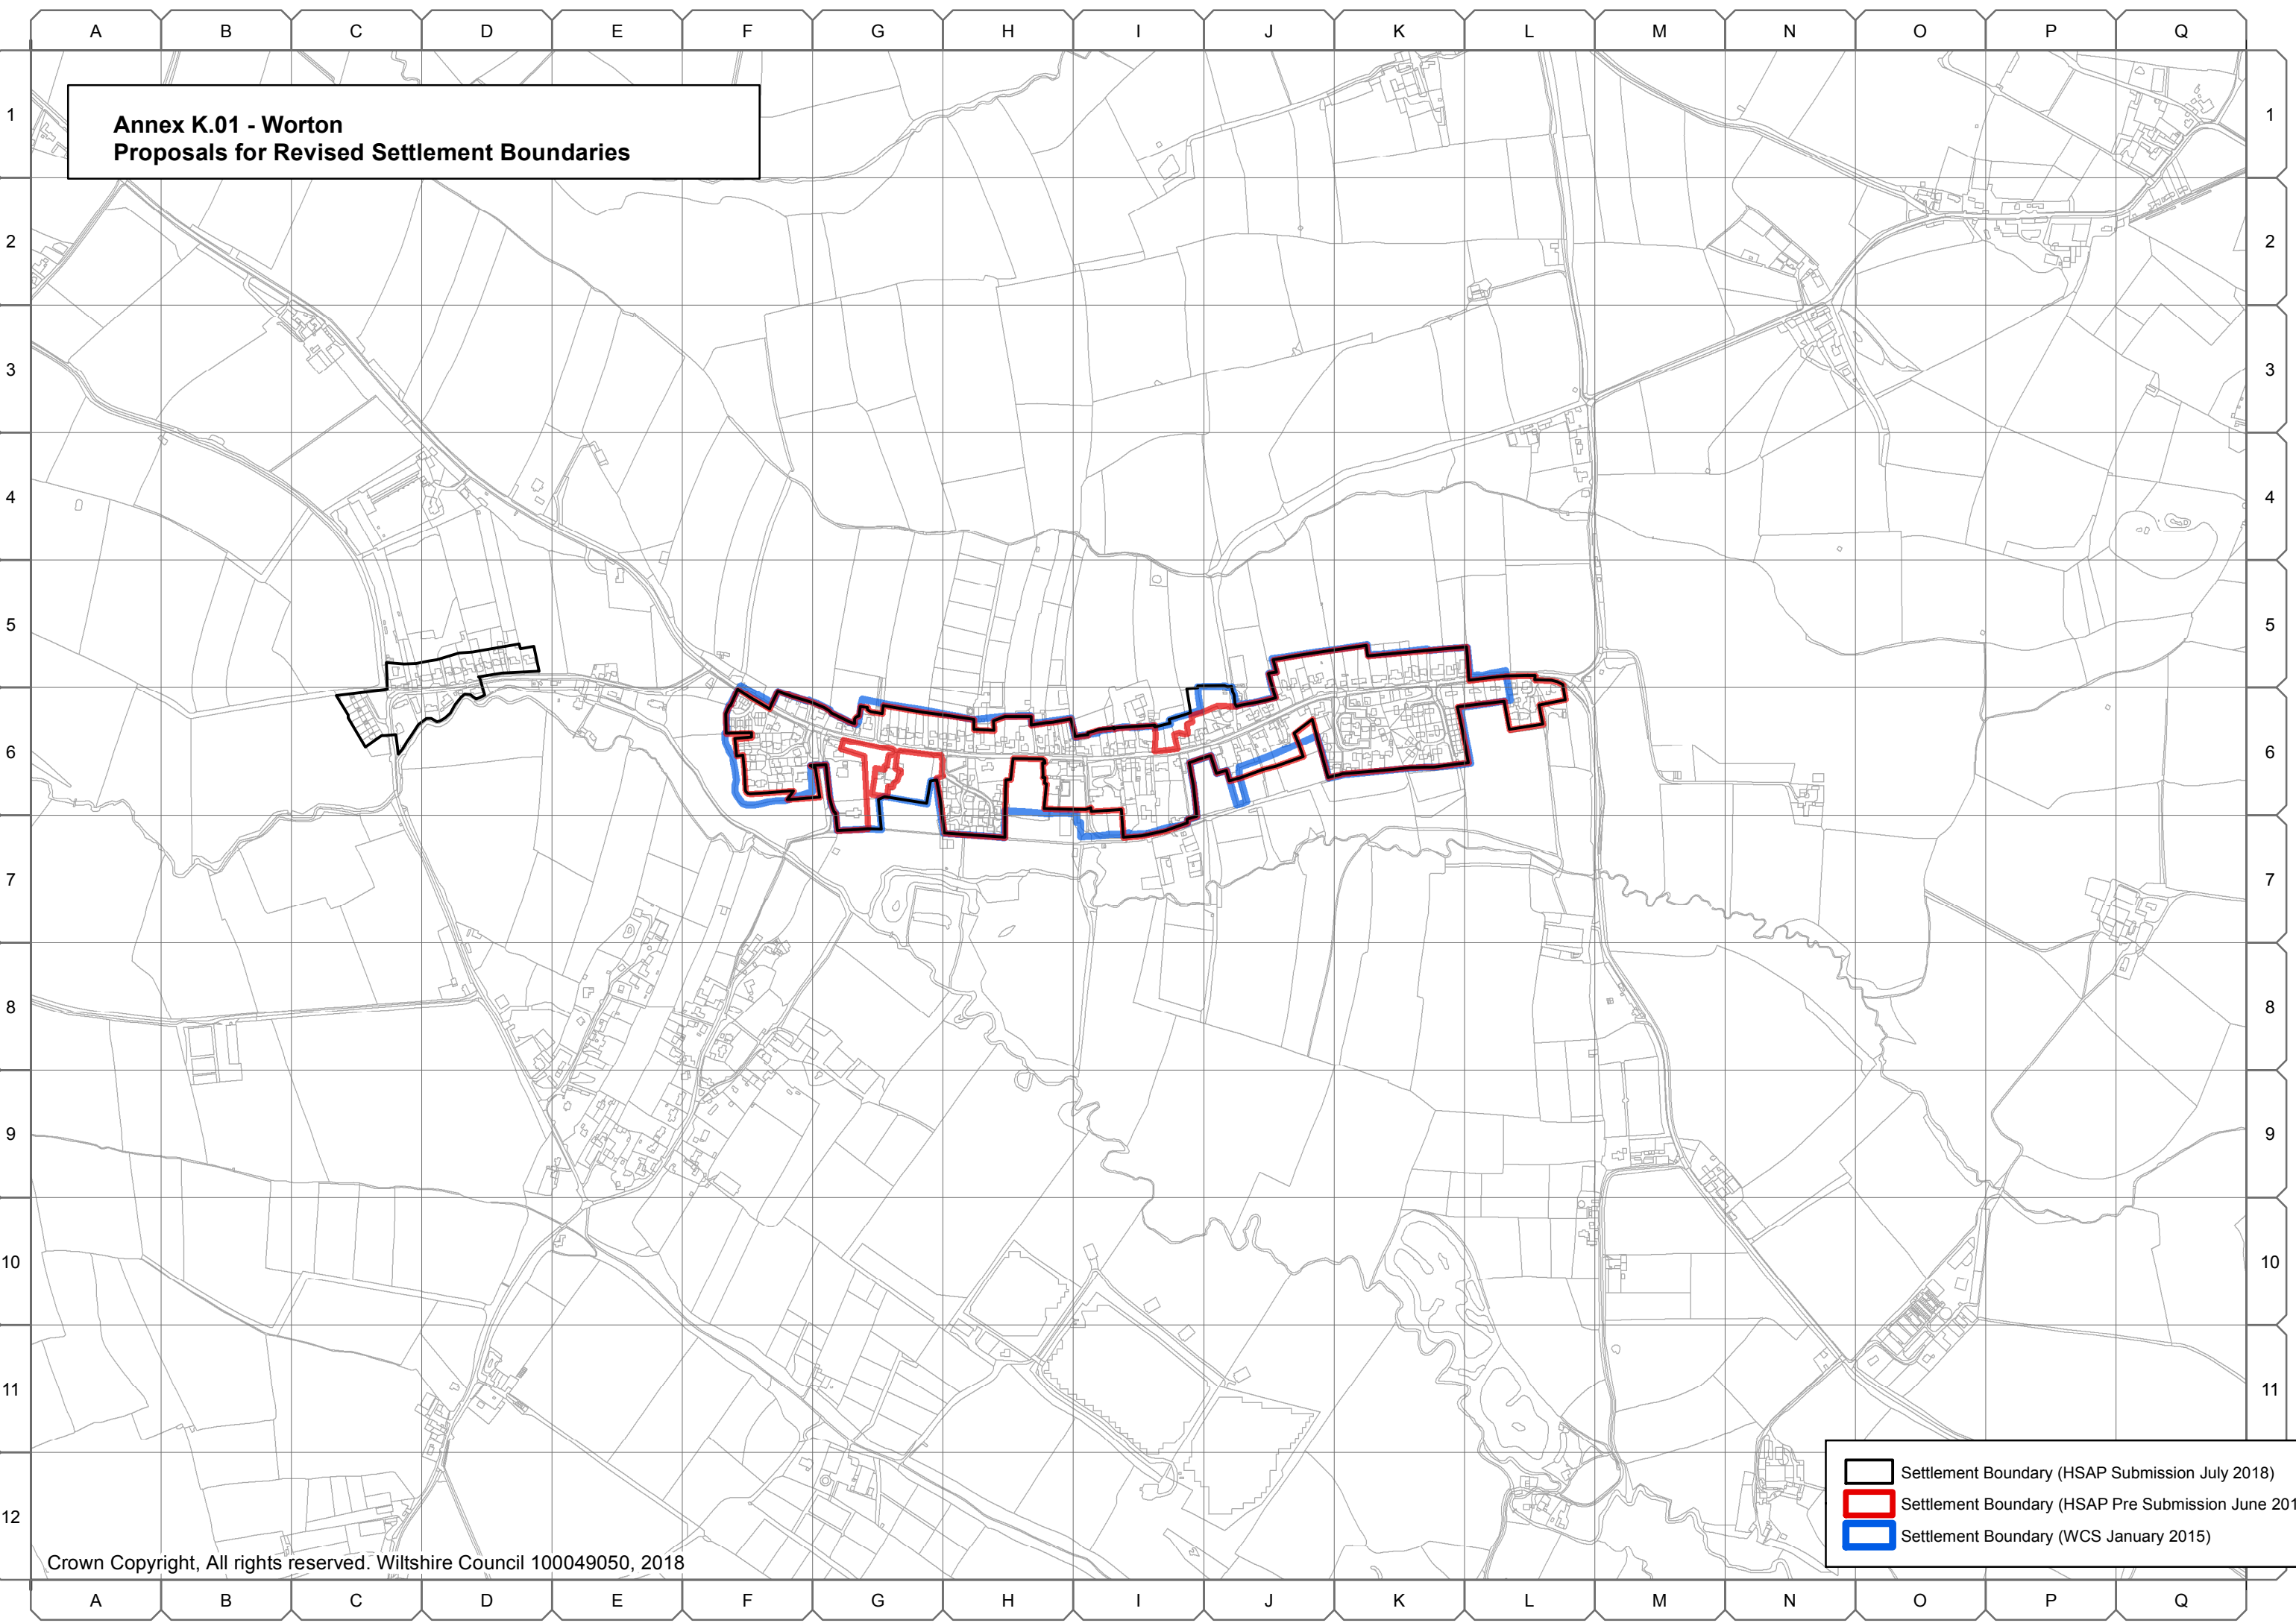 A B C D E F G H I J K L M N O P Q
1 1
Annex K.01 - Worton
Proposals for Revised Settlement Boundaries
2 2
3 3
4 4
5 5
6 6
7 7
8 8
9 9
10 10
11 11
Settlement Boundary (HSAP Submission July 2018)
Settlement Boundary (HSAP Pre Submission June 201
Settlement Boundary (WCS January 2015)
12 12
Crown Copyright, All rights reserved. Wiltshire Council 100049050, 2018
A B C D E F G H I J K L M N O P Q